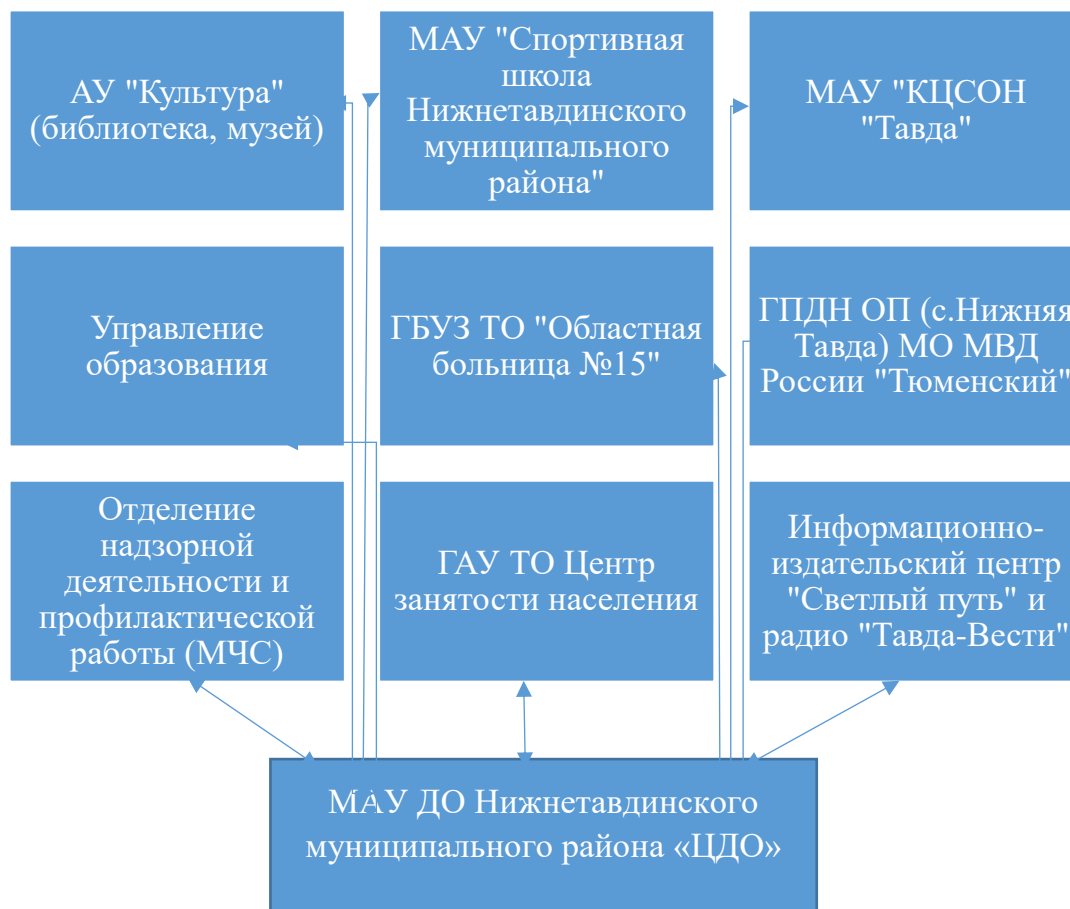 АУ "Культура"
(библиотека, музей)
МАУ "Спортивная
школа
Нижнетавдинского
муниципального
района"
МАУ "КЦСОН
"Тавда"
Управление
образования
ГБУЗ ТО "Областная
больница №15"
ГПДН ОП (с.Нижняя
Тавда) МО МВД
России "Тюменский"
Отделение
надзорной
деятельности и
профилактической
работы (МЧС)
ГАУ ТО Центр
занятости населения
Информационно-
издательский центр
"Светлый путь" и
радио "Тавда-Вести"
МАУ ДО Нижнетавдинского
муниципального района «ЦДО»